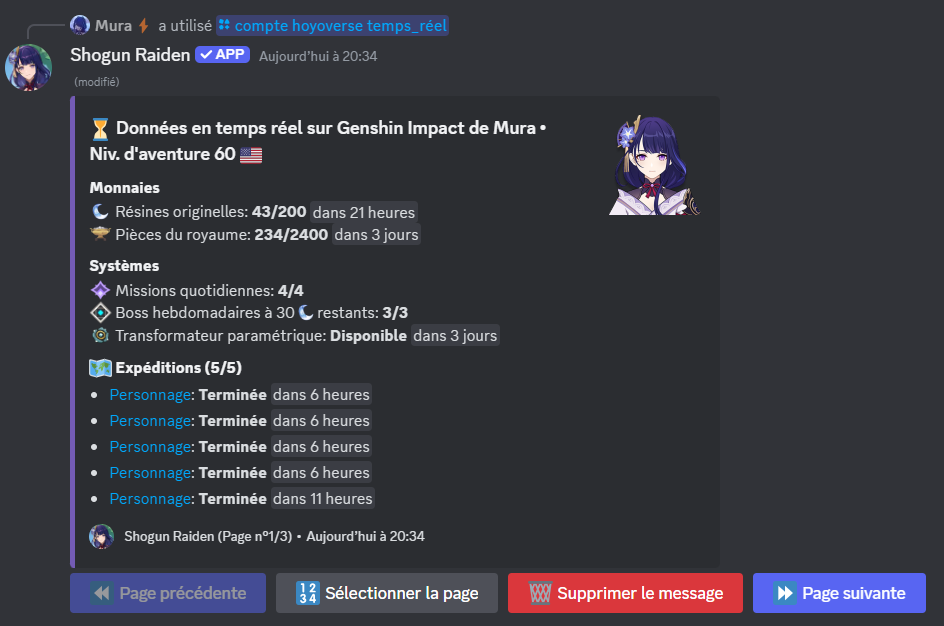 Mura a utilisé compte hoyoverse temps_réel
Shogun Raiden APP Aujourd'hui à 20:34
(modifié)
Données en temps réel sur Genshin Impact de Mura •
Niv. d'aventure 60
Monnaies
Résines originelles: 43/200 dans 21 heures
Pièces du royaume: 234/2400 dans 3 jours
Systèmes
Missions quotidiennes: 4/4
Boss hebdomadaires à 30 restants: 3/3
Transformateur paramétrique: Disponible dans 3 jours
Expéditions (5/5)
• Personnage: Terminée dans 6 heures
• Personnage: Terminée dans 6 heures
• Personnage: Terminée dans 6 heures
• Personnage: Terminée dans 6 heures
• Personnage: Terminée dans 11 heures
Shogun Raiden (Page n°1/3) • Aujourd'hui à 20:34
Page précédente 1234 Sélectionner la page Supprimer le message Page suivante